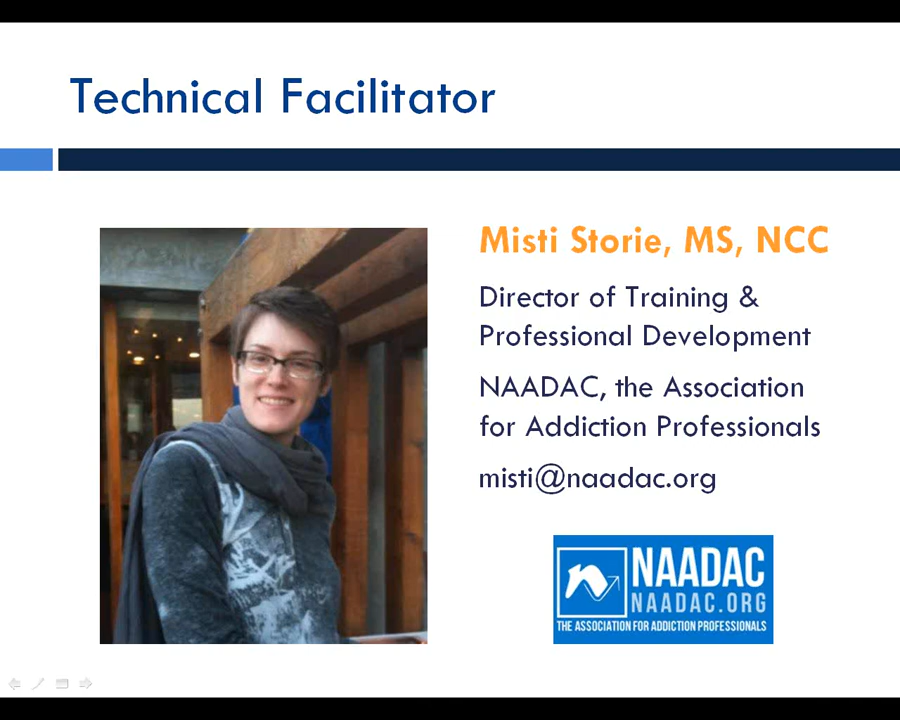 Technical Facilitator
Misti Storie, MS, NCC
Director of Training &
Professional Development
NAADAC, the Association
for Addiction Professionals
misti@naadac.org
NAADAC
NAADAC.ORG
THE ASSOCIATION FOR ADDICTION PROFESSIONALS